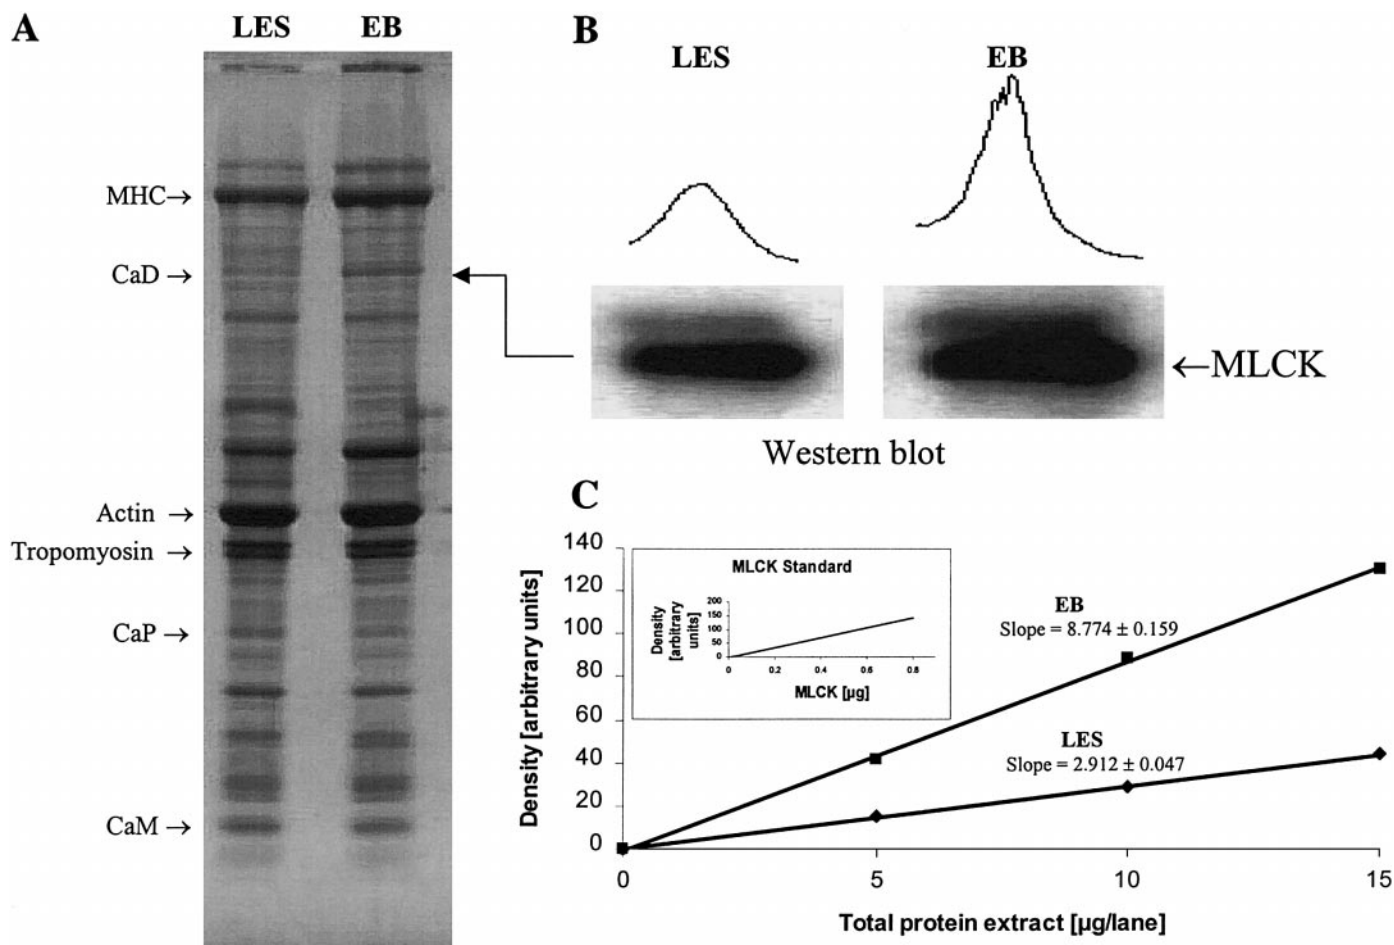 A
LES EB
MHC→
CaD →
Actin →
Tropomyosin →
CaP →
CaM →
B
LES EB
←MLCK
Western blot
C
Density [arbitrary units]
140
120
100
80
60
40
20
0
MLCK Standard
Density
[arbitrary
units]
200
150
100
50
0
0 0.2 0.4 0.6 0.8
MLCK [µg]
EB
Slope = 8.774 ± 0.159
LES
Slope = 2.912 ± 0.047
0 5 10 15
Total protein extract [µg/lane]